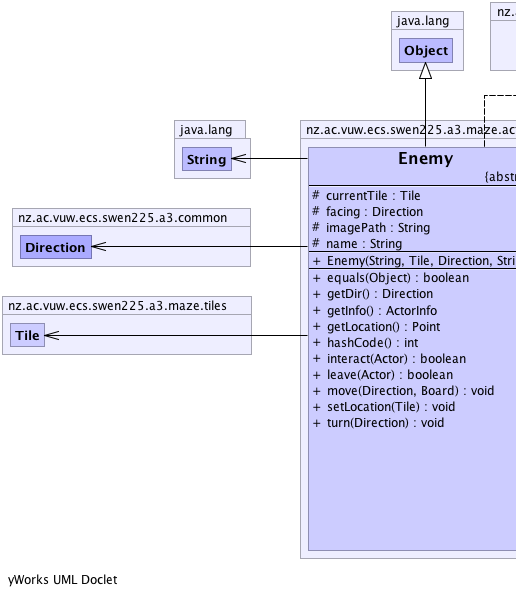 java.lang
Object
nz.
java.lang
String
nz.ac.vuw.ecs.swen225.a3.common
Direction
nz.ac.vuw.ecs.swen225.a3.maze.tiles
Tile
nz.ac.vuw.ecs.swen225.a3.maze.act
Enemy
{abstr
# currentTile : Tile
# facing : Direction
# imagePath : String
# name : String
+ Enemy(String, Tile, Direction, Stri
+ equals(Object) : boolean
+ getDir() : Direction
+ getInfo() : ActorInfo
+ getLocation() : Point
+ hashCode() : int
+ interact(Actor) : boolean
+ leave(Actor) : boolean
+ move(Direction, Board) : void
+ setLocation(Tile) : void
+ turn(Direction) : void
yWorks UML Doclet